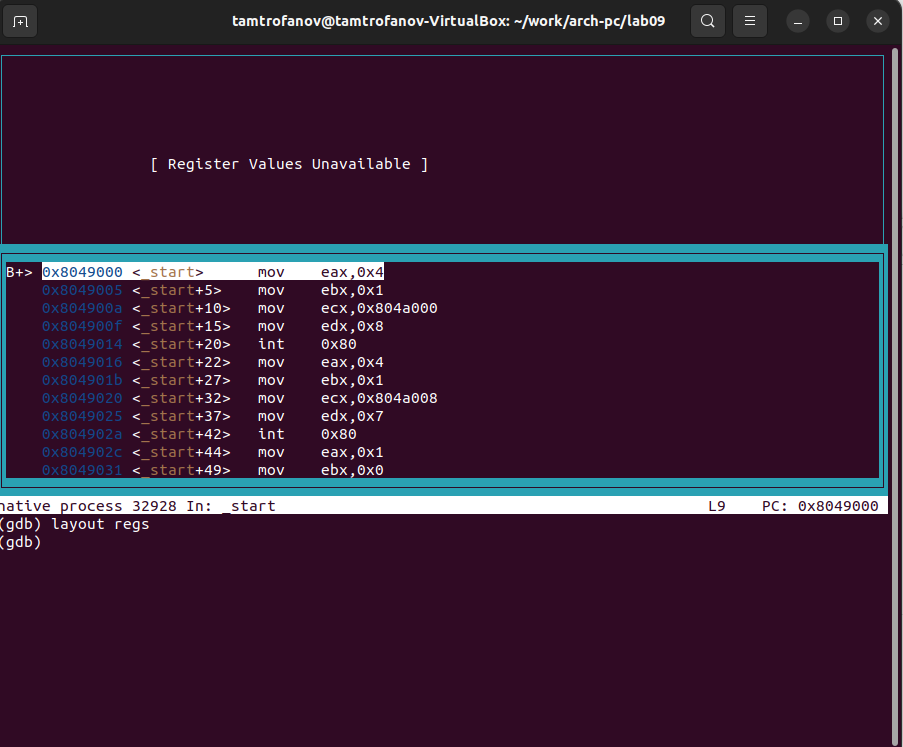 tamtrofanov@tamtrofanov-VirtualBox: ~/work/arch-pc/lab09
[ Register Values Unavailable ]
B+> 0x8049000 <_start> mov eax,0x4
0x8049005 <_start+5> mov ebx,0x1
0x804900a <_start+10> mov ecx,0x804a000
0x804900f <_start+15> mov edx,0x8
0x8049014 <_start+20> int 0x80
0x8049016 <_start+22> mov eax,0x4
0x804901b <_start+27> mov ebx,0x1
0x8049020 <_start+32> mov ecx,0x804a008
0x8049025 <_start+37> mov edx,0x7
0x804902a <_start+42> int 0x80
0x804902c <_start+44> mov eax,0x1
0x8049031 <_start+49> mov ebx,0x0
native process 32928 In: _start L9 PC: 0x8049000
(gdb) layout regs
(gdb)